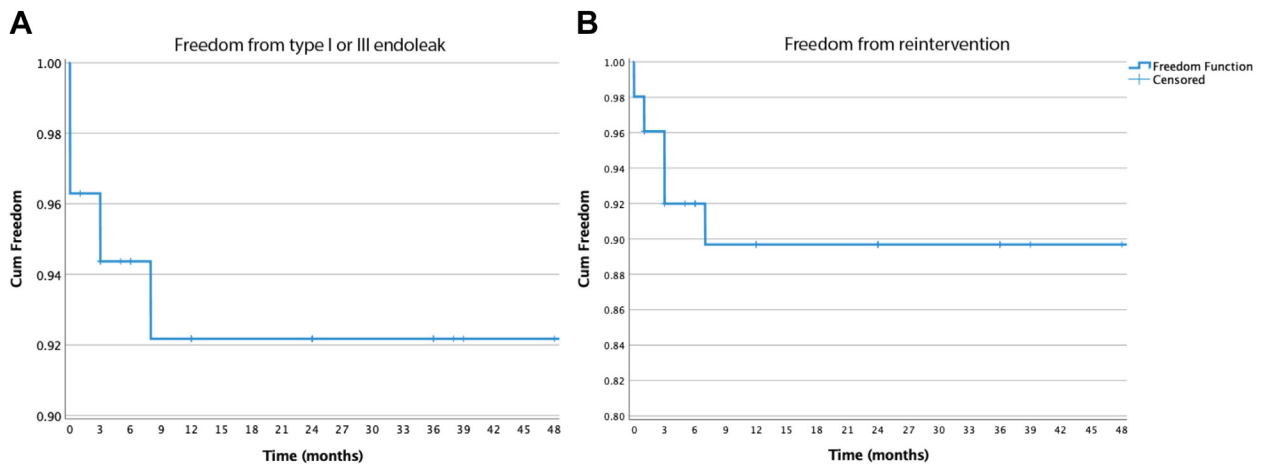 A
Freedom from type I or III endoleak
Cum Freedom
1.00
0.98
0.96
0.94
0.92
0.90
0 3 6 9 12 15 18 21 24 27 30 33 36 39 42 45 48
Time (months)
B
Freedom from reintervention
Cum Freedom
1.00
0.98
0.96
0.94
0.92
0.90
0.88
0.86
0.84
0.82
0.80
0 3 6 9 12 15 18 21 24 27 30 33 36 39 42 45 48
Time (months)
Freedom Function
Censored